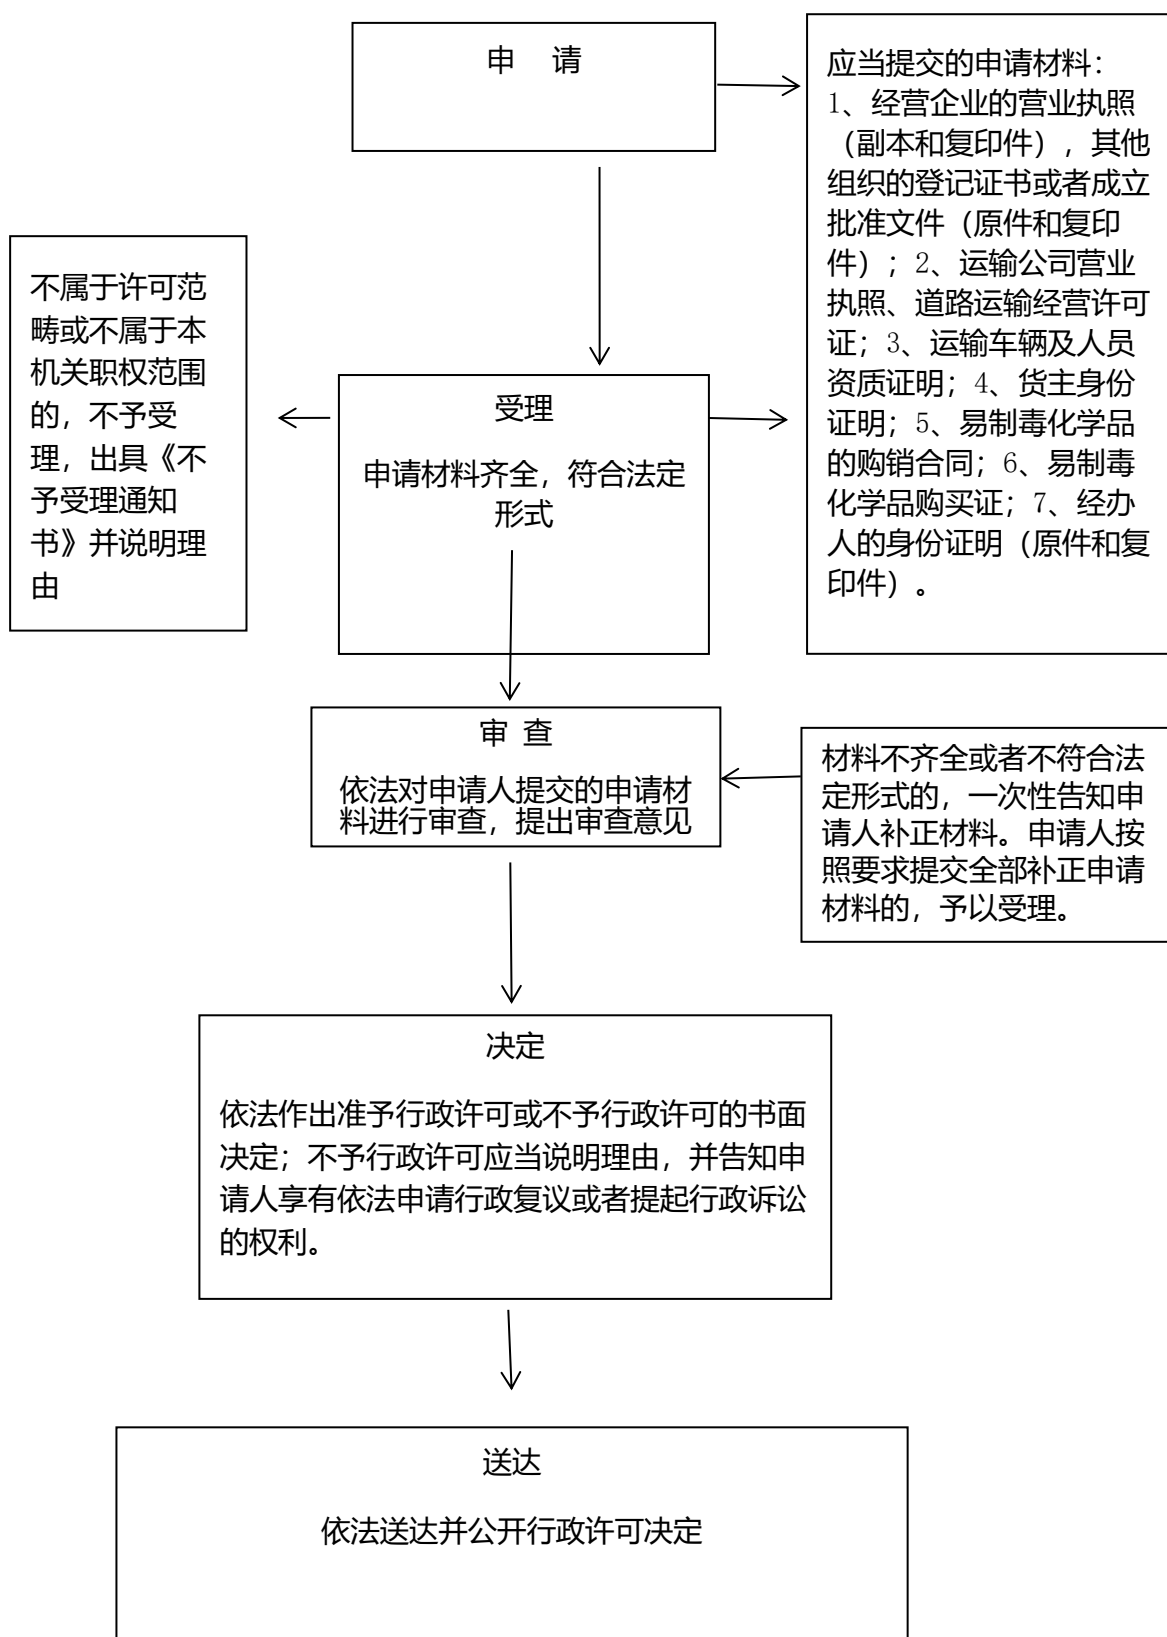 申 请
应当提交的申请材料：
1、经营企业的营业执照
（副本和复印件），其他
组织的登记证书或者成立
批准文件（原件和复印
件）；2、运输公司营业
执照、道路运输经营许可
证；3、运输车辆及人员
资质证明；4、货主身份
证明；5、易制毒化学品
的购销合同；6、易制毒
化学品购买证；7、经办
人的身份证明（原件和复
印件）。
不属于许可范
畴或不属于本
机关职权范围
的，不予受
理，出具《不
予受理通知
书》并说明理
由
受理
申请材料齐全，符合法定
形式
审 查
依法对申请人提交的申请材
料进行审查，提出审查意见
材料不齐全或者不符合法
定形式的，一次性告知申
请人补正材料。申请人按
照要求提交全部补正申请
材料的，予以受理。
决定
依法作出准予行政许可或不予行政许可的书面
决定；不予行政许可应当说明理由，并告知申
请人享有依法申请行政复议或者提起行政诉讼
的权利。
送达
依法送达并公开行政许可决定